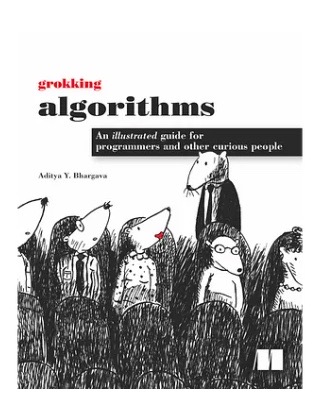 grokking
algorithms
An illustrated guide for
programmers and other curious people
Aditya Y. Bhargava